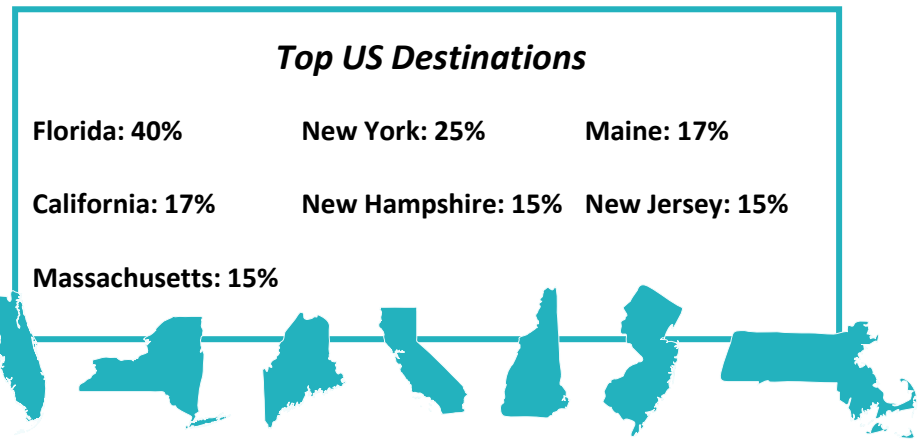 Top US Destinations
Florida: 40% New York: 25% Maine: 17%
California: 17% New Hampshire: 15% New Jersey: 15%
Massachusetts: 15%